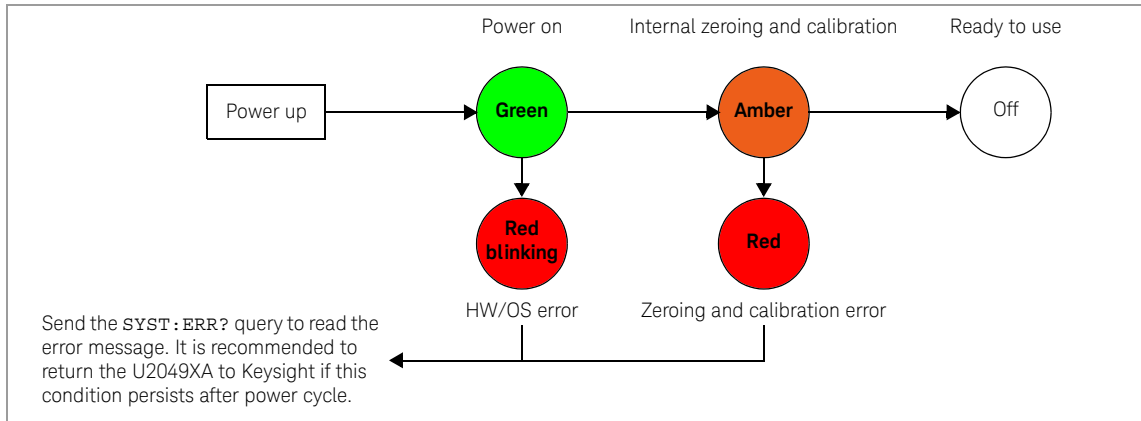 Power on
Internal zeroing and calibration
Ready to use
Power up
Green
Amber
Off
Red
blinking
Red
HW/OS error
Zeroing and calibration error
Send the SYST:ERR? query to read the
error message. It is recommended to
return the U2049XA to Keysight if this
condition persists after power cycle.